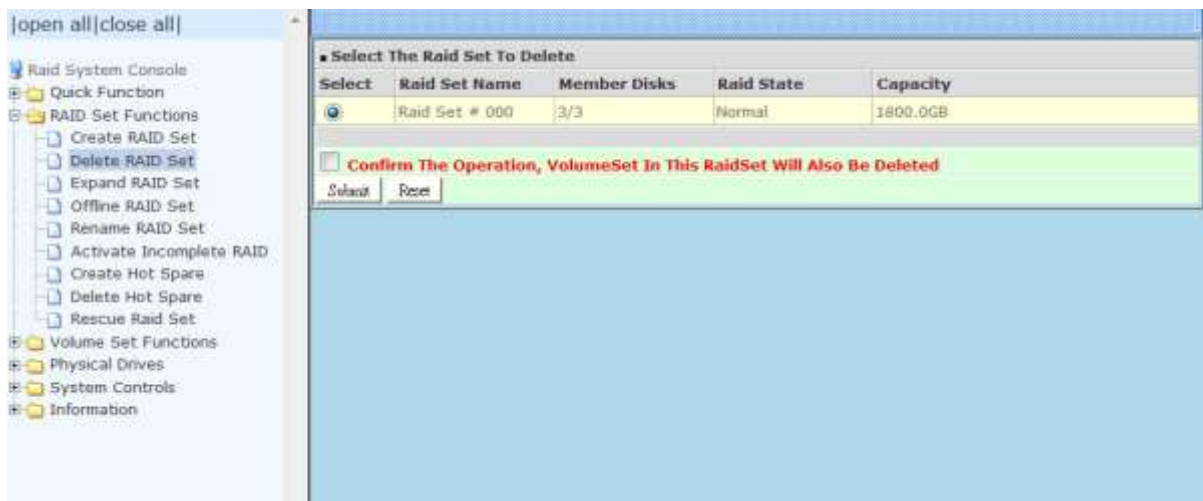 |open all|close all|
Raid System Console
Quick Function
RAID Set Functions
Create RAID Set
Delete RAID Set
Expand RAID Set
Offline RAID Set
Rename RAID Set
Activate Incomplete RAID
Create Hot Spare
Delete Hot Spare
Rescue Raid Set
Volume Set Functions
Physical Drives
System Controls
Information
Select The Raid Set To Delete
Select Raid Set Name Member Disks Raid State Capacity
Raid Set # 000 3/3 Normal 1800.0GB
Confirm The Operation, VolumeSet In This RaidSet Will Also Be Deleted
Submit Reset